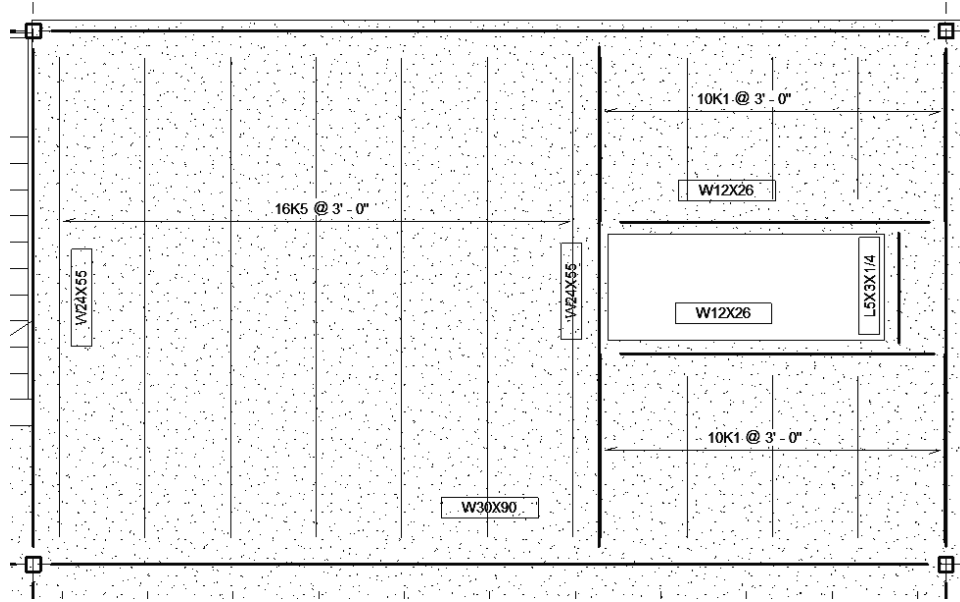 10K1 @ 3' - 0"
W12X26
16K5 @ 3' - 0"
W24X55
W24X55
L5X3X1/4
W12X26
10K1 @ 3' - 0"
W30X90